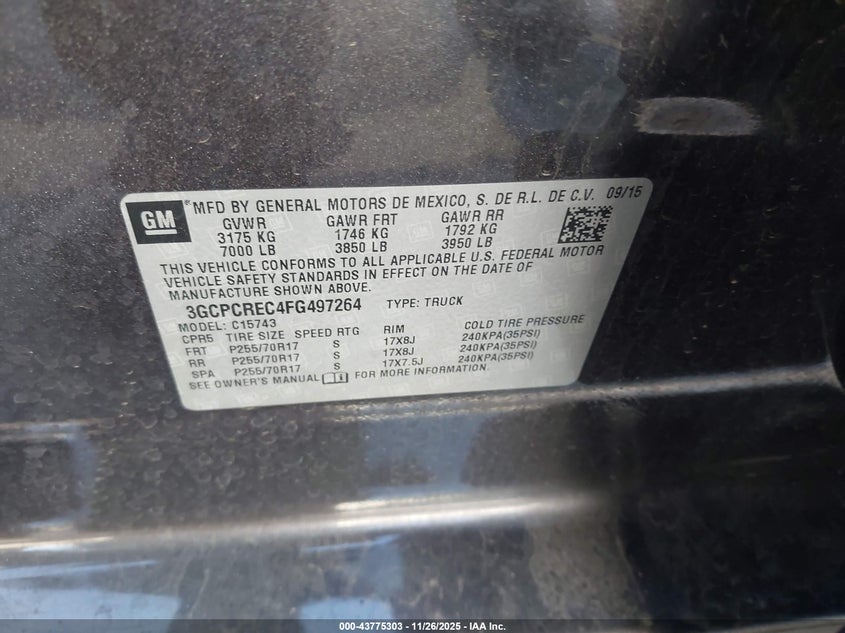 GM
® MFD BY GENERAL MOTORS DE MEXICO, S. DE R.L. DE C.V. 09/15
GVWR GAWR FRT GAWR RR
3175 KG 1746 KG 1792 KG
7000 LB 3850 LB 3950 LB
THIS VEHICLE CONFORMS TO ALL APPLICABLE U.S. FEDERAL MOTOR
VEHICLE SAFETY STANDARDS IN EFFECT ON THE DATE OF
MANUFACTURE SHOWN ABOVE.
3GCPCREC4FG497264 TYPE: TRUCK
MODEL: C15743
CPR5 TIRE SIZE SPEED RTG RIM COLD TIRE PRESSURE
FRT P255/70R17 S 17X8J 240KPA(35PSI)
RR P255/70R17 S 17X8J 240KPA(35PSI)
SPA P255/70R17 S 17X7.5J 240KPA(35PSI)
SEE OWNER'S MANUAL FOR MORE INFORMATION.
000-43775303 - 11/26/2025 - IAA Inc.